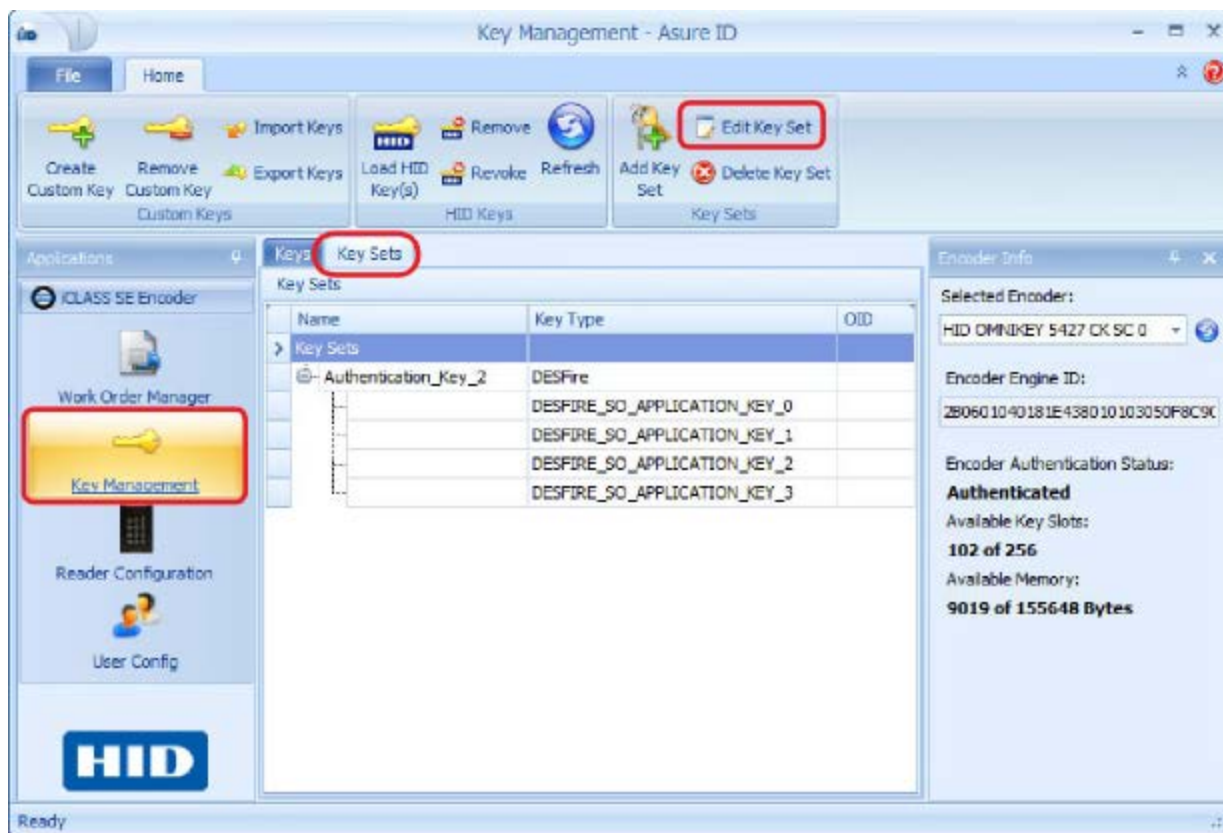 Key Management - Asure ID
File
Home
Create
Custom Key
Remove
Custom Key
Import Keys
Export Keys
Custom Keys
HID
Load HID
Key(s)
Remove
Revoke
Refresh
HID Keys
Add Key
Set
Edit Key Set
Delete Key Set
Key Sets
Applications
iCLASS SE Encoder
Work Order Manager
Key Management
Reader Configuration
User Config
HID
Keys
Key Sets
Key Sets
Name Key Type OID
Key Sets
Authentication_Key_2 DESFire
DESFIRE_SO_APPLICATION_KEY_0
DESFIRE_SO_APPLICATION_KEY_1
DESFIRE_SO_APPLICATION_KEY_2
DESFIRE_SO_APPLICATION_KEY_3
Encoder Info
Selected Encoder:
HID OMNIKEY 5427 CK SC 0
Encoder Engine ID:
Encoder Authentication Status:
Authenticated
Available Key Slots:
102 of 256
Available Memory:
9019 of 155648 Bytes
Ready